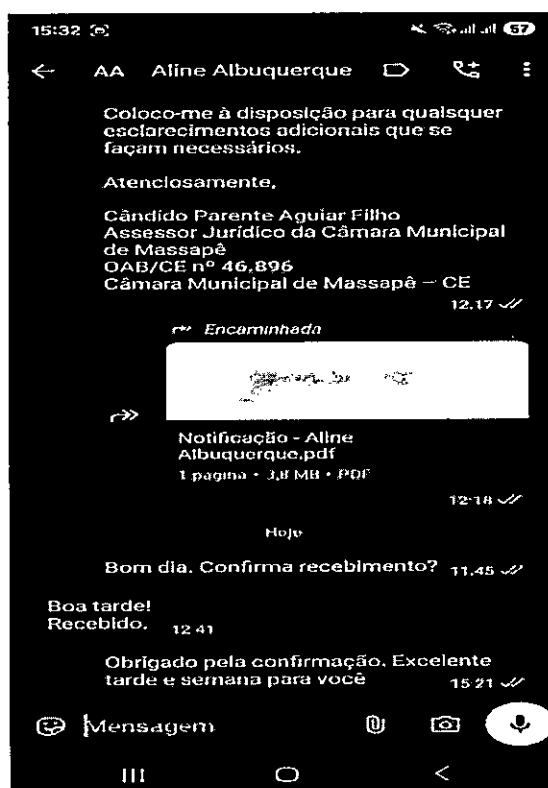 15:32
57
AA Aline Albuquerque
Coloco-me à disposição para quaisquer
esclarecimentos adicionais que se
façam necessários.
Atenciosamente,
Cândido Parente Aguiar Filho
Assessor Jurídico da Câmara Municipal
de Massapê
OAB/CE nº 46.896
Câmara Municipal de Massapê – CE
12:17
Encaminhada
Notificação - Aline
Albuquerque.pdf
1 página • 3,8 MB • PDF
12:18
Hoje
Bom dia. Confirma recebimento? 11:45
Boa tarde!
Recebido. 12:41
Obrigado pela confirmação. Excelente
tarde e semana para você 15:21
Mensagem